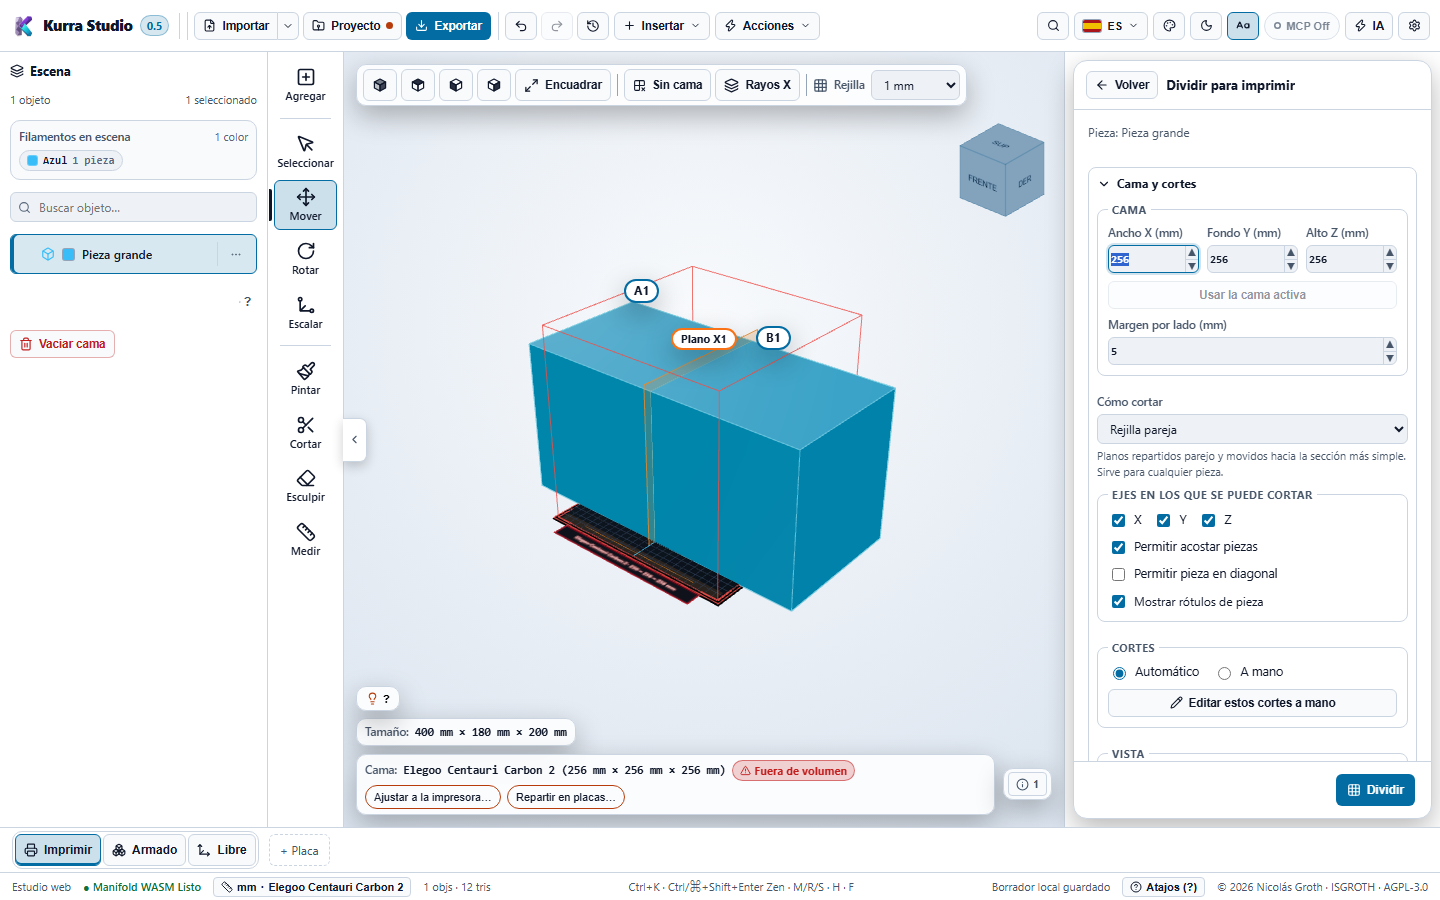 Kurra Studio 0.5
Importar
Proyecto
Exportar
Insertar
Acciones
ES
Aa
MCP Off
IA
Escena
1 objeto 1 seleccionado
Filamentos en escena 1 color
Azul 1 pieza
Buscar objeto...
Pieza grande ...
?
Vaciar cama
Agregar
Seleccionar
Mover
Rotar
Escalar
Pintar
Cortar
Esculpir
Medir
Encuadrar
Sin cama
Rayos X
Rejilla 1 mm
SUP
FRENTE
DER
A1
Plano X1
B1
?
Tamaño: 400 mm × 180 mm × 200 mm
Cama: Elegoo Centauri Carbon 2 (256 mm × 256 mm × 256 mm) Fuera de volumen
Ajustar a la impresora...
Repartir en placas...
1
Volver Dividir para imprimir
Pieza: Pieza grande
Cama y cortes
CAMA
Ancho X (mm) Fondo Y (mm) Alto Z (mm)
256 256 256
Usar la cama activa
Margen por lado (mm)
5
Cómo cortar
Rejilla pareja
Planos repartidos parejo y movidos hacia la sección más simple.
Sirve para cualquier pieza.
EJES EN LOS QUE SE PUEDE CORTAR
X Y Z
Permitir acostar piezas
Permitir pieza en diagonal
Mostrar rótulos de pieza
CORTES
Automático A mano
Editar estos cortes a mano
VISTA
Dividir
Imprimir
Armado
Libre
+ Placa
Estudio web ● Manifold WASM Listo mm · Elegoo Centauri Carbon 2 1 objs · 12 tris Ctrl+K · Ctrl/⌘+Shift+Enter Zen · M/R/S · H · F Borrador local guardado Atajos (?) © 2026 Nicolás Groth · ISGROTH · AGPL-3.0